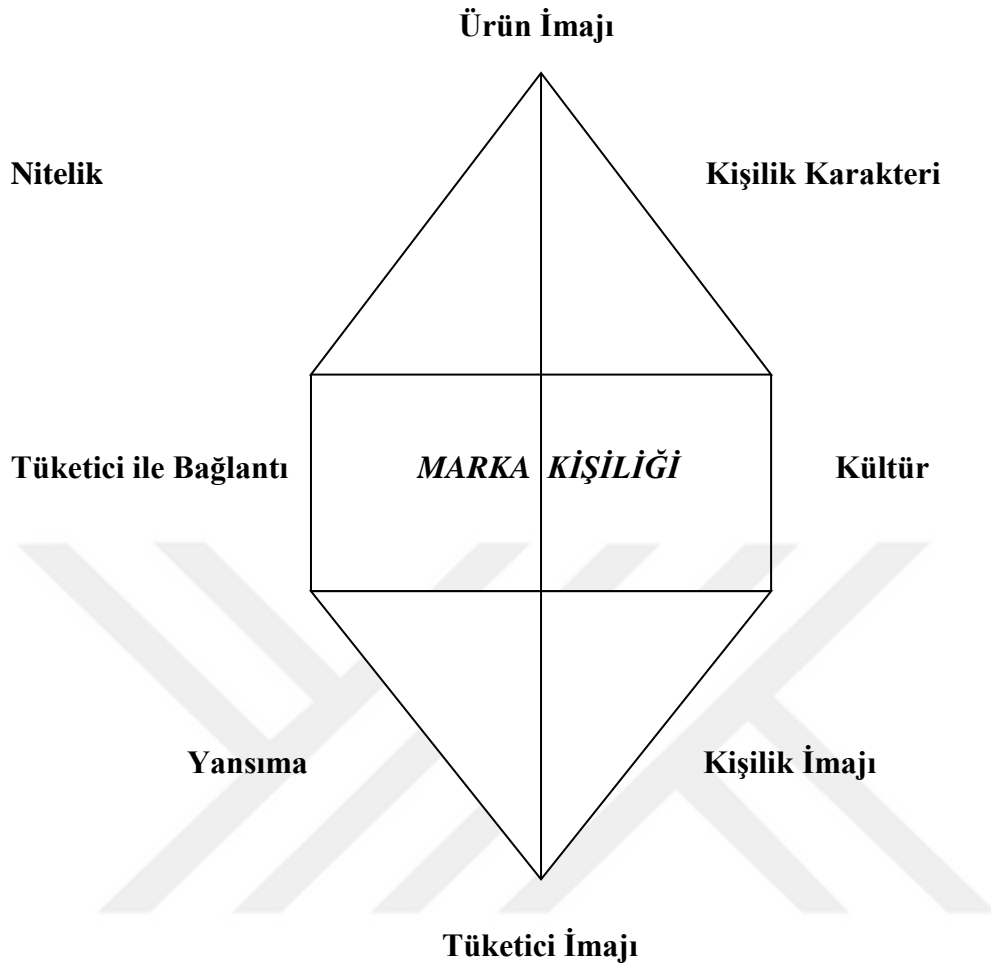 Ürün İmajı
Nitelik Kişilik Karakteri
Tüketici ile Bağlantı MARKA KİŞİLİĞİ Kültür
Yansıma Kişilik İmajı
Tüketici İmajı